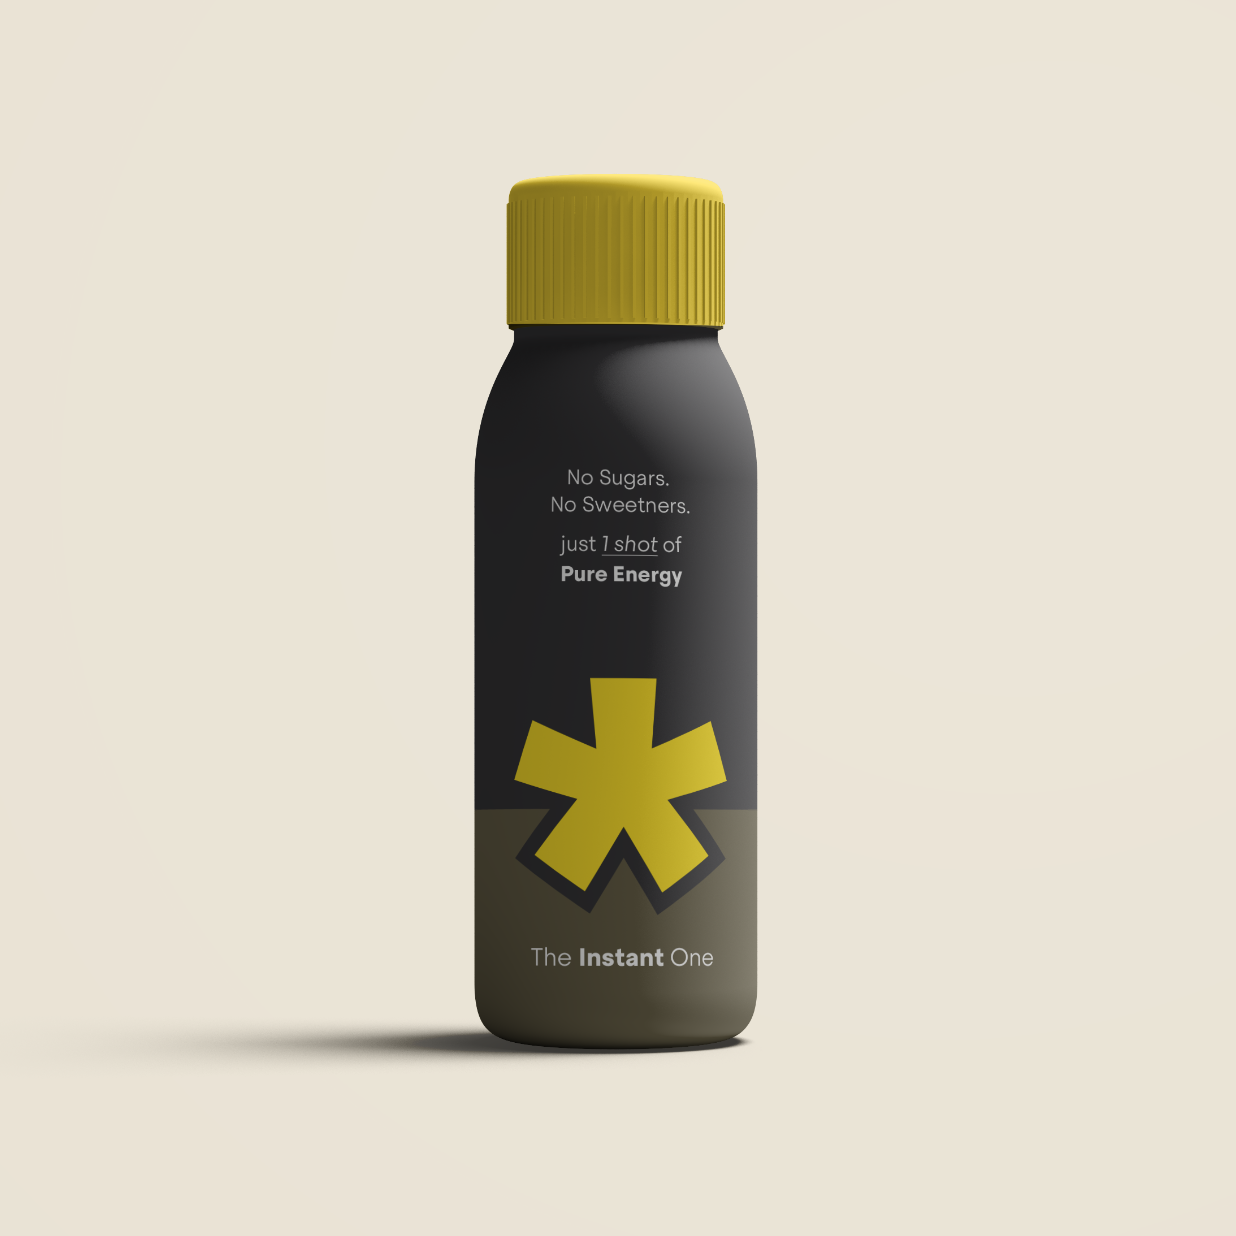 No Sugars.
No Sweetners.
just 1 shot of
Pure Energy
The Instant One